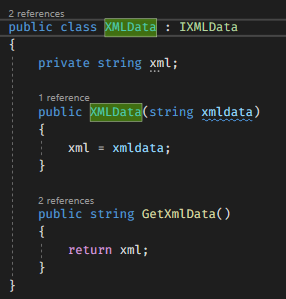 2 references
public class XMLData : IXMLData
{
    private string xml;
    1 reference
    public XMLData(string xmldata)
    {
        xml = xmldata;
    }
    2 references
    public string GetXmlData()
    {
        return xml;
    }
}